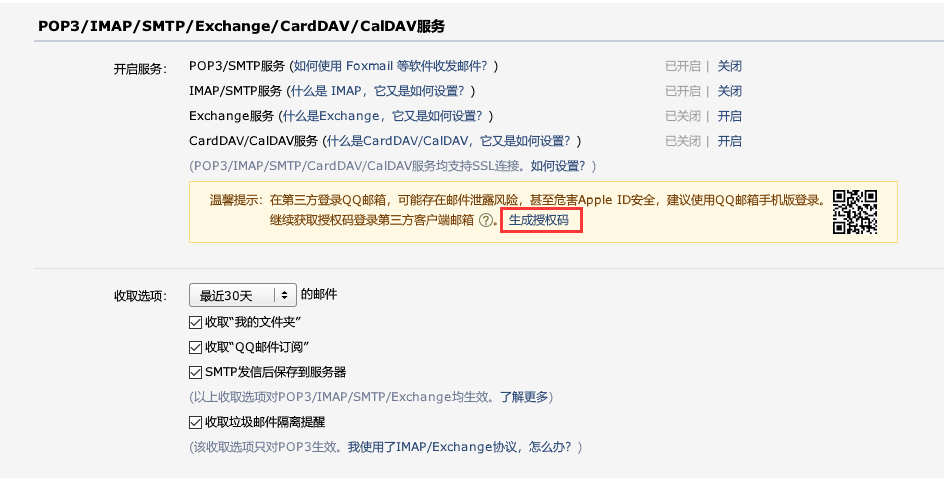 POP3/IMAP/SMTP/Exchange/CardDAV/CalDAV服务
开启服务： POP3/SMTP服务 (如何使用 Foxmail 等软件收发邮件？) 已开启 | 关闭
IMAP/SMTP服务 (什么是 IMAP，它又是如何设置？) 已开启 | 关闭
Exchange服务 (什么是Exchange，它又是如何设置？) 已关闭 | 开启
CardDAV/CalDAV服务 (什么是CardDAV/CalDAV，它又是如何设置？) 已关闭 | 开启
(POP3/IMAP/SMTP/CardDAV/CalDAV服务均支持SSL连接。如何设置？)
温馨提示：在第三方登录QQ邮箱，可能存在邮件泄露风险，甚至危害Apple ID安全，建议使用QQ邮箱手机版登录。
继续获取授权码登录第三方客户端邮箱 ?。 生成授权码
收取选项： 最近30天 的邮件
收取“我的文件夹”
收取“QQ邮件订阅”
SMTP发信后保存到服务器
(以上收取选项对POP3/IMAP/SMTP/Exchange均生效。了解更多)
收取垃圾邮件隔离提醒
(该收取选项只对POP3生效。我使用了IMAP/Exchange协议，怎么办？)